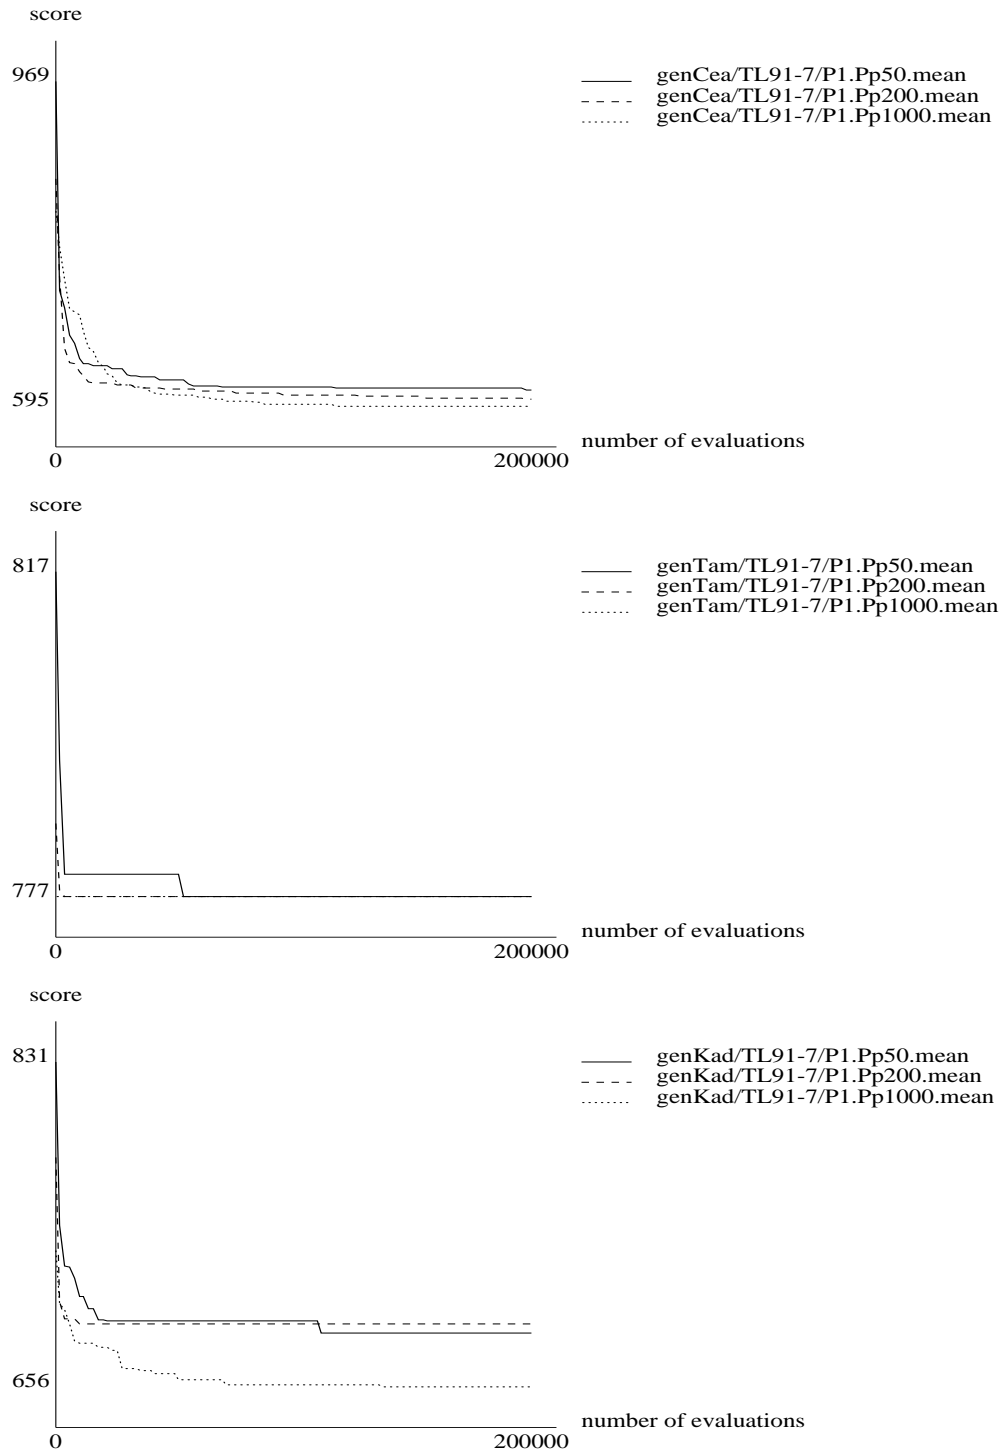 score
969
genCea/TL91-7/P1.Pp50.mean
genCea/TL91-7/P1.Pp200.mean
genCea/TL91-7/P1.Pp1000.mean
595
number of evaluations
0
200000
score
817
genTam/TL91-7/P1.Pp50.mean
genTam/TL91-7/P1.Pp200.mean
genTam/TL91-7/P1.Pp1000.mean
777
number of evaluations
0
200000
score
831
genKad/TL91-7/P1.Pp50.mean
genKad/TL91-7/P1.Pp200.mean
genKad/TL91-7/P1.Pp1000.mean
656
number of evaluations
0
200000